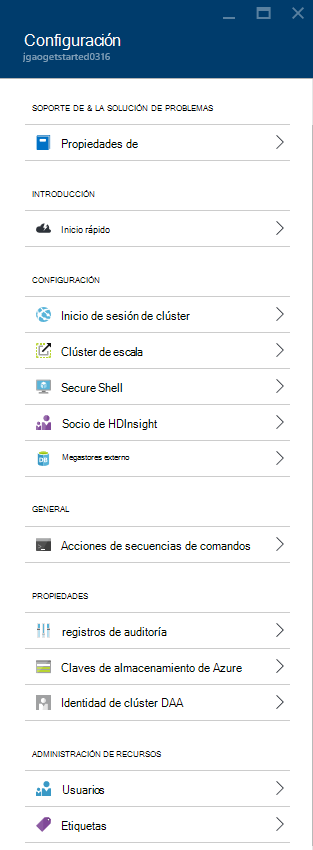 Configuración
jgaogetstarted0316
SOPORTE DE & LA SOLUCIÓN DE PROBLEMAS
Propiedades de
INTRODUCCIÓN
Inicio rápido
CONFIGURACIÓN
Inicio de sesión de clúster
Clúster de escala
Secure Shell
Socio de HDInsight
DB
Megastores externo
GENERAL
Acciones de secuencias de comandos
PROPIEDADES
registros de auditoría
Claves de almacenamiento de Azure
Identidad de clúster DAA
ADMINISTRACIÓN DE RECURSOS
Usuarios
Etiquetas